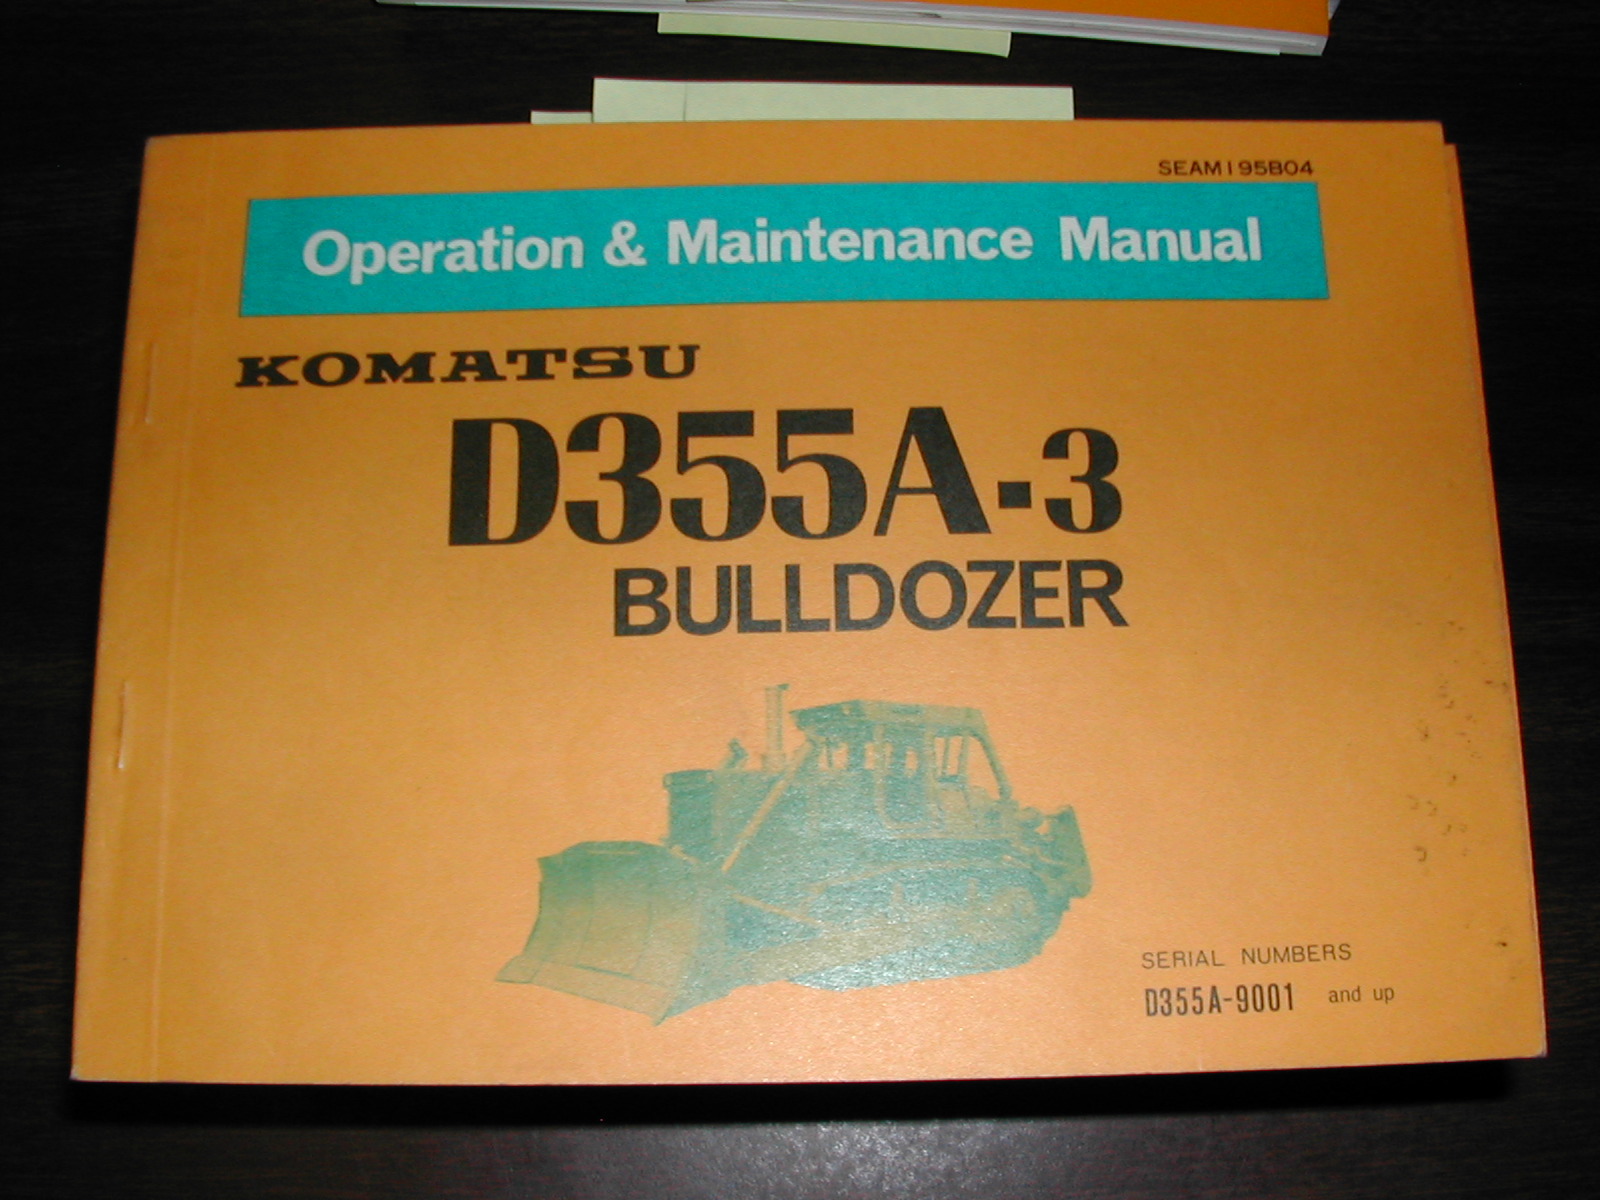 SEAM195B04
Operation & Maintenance Manual
KOMATSU
D355A-3
BULLDOZER
SERIAL NUMBERS
D355A-9001 and up